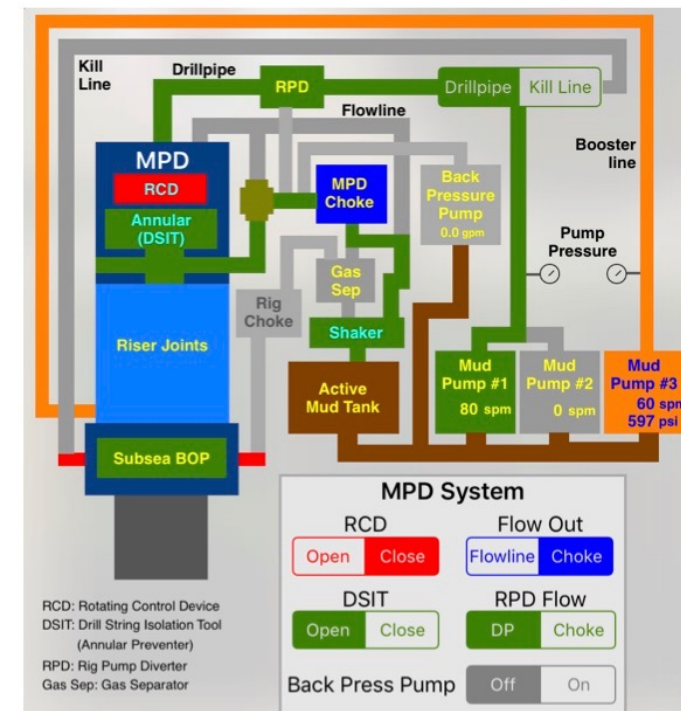 Kill
Line
Drillpipe
RPD
Drillpipe
Kill Line
Flowline
Booster
line
MPD
RCD
Annular
(DSIT)
MPD
Choke
Back
Pressure
Pump
0.0 gpm
Pump
Pressure
Gas
Sep
Rig
Choke
Riser Joints
Shaker
Active
Mud Tank
Mud
Pump #1
80 spm
Mud
Pump #2
0 spm
Mud
Pump #3
60 spm
597 psi
Subsea BOP
MPD System
RCD
Open Close
Flow Out
Flowline Choke
DSIT
Open Close
RPD Flow
DP Choke
Back Press Pump Off On
RCD: Rotating Control Device
DSIT: Drill String Isolation Tool
(Annular Preventer)
RPD: Rig Pump Diverter
Gas Sep: Gas Separator